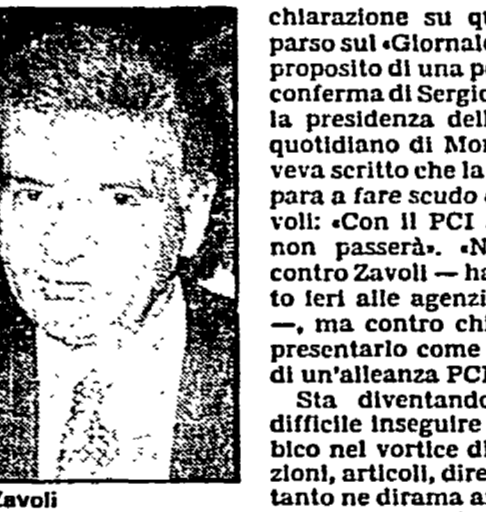 chiarazione su qu
parso sul «Giornale
proposito di una p
conferma di Sergio
la presidenza dell
quotidiano di Mon
veva scritto che la
para a fare scudo
voli: «Con il PCI
non passerà». «N
contro Zavoli — ha
to ieri alle agenzi
—, ma contro chi
presentarlo come
di un'alleanza PCI
Sta diventando
difficile inseguire
bico nel vortice di
zioni, articoli, dire
tanto ne dirama a
Zavoli